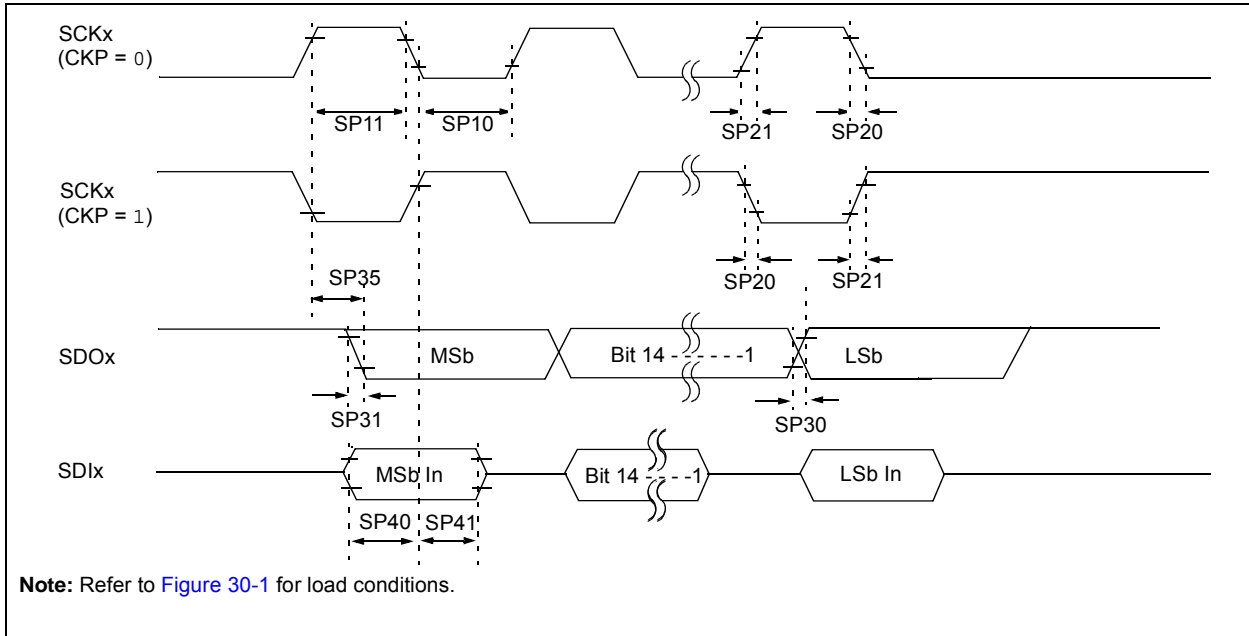 SCKx
(CKP = 0)
SP11
SP10
SP21
SP20
SCKx
(CKP = 1)
SP35
SP20
SP21
SDOx
MSb
Bit 14 - - - - - -1
LSb
SP31
SP30
SDIx
MSb In
Bit 14 - - - -1
LSb In
SP40
SP41
Note: Refer to Figure 30-1 for load conditions.